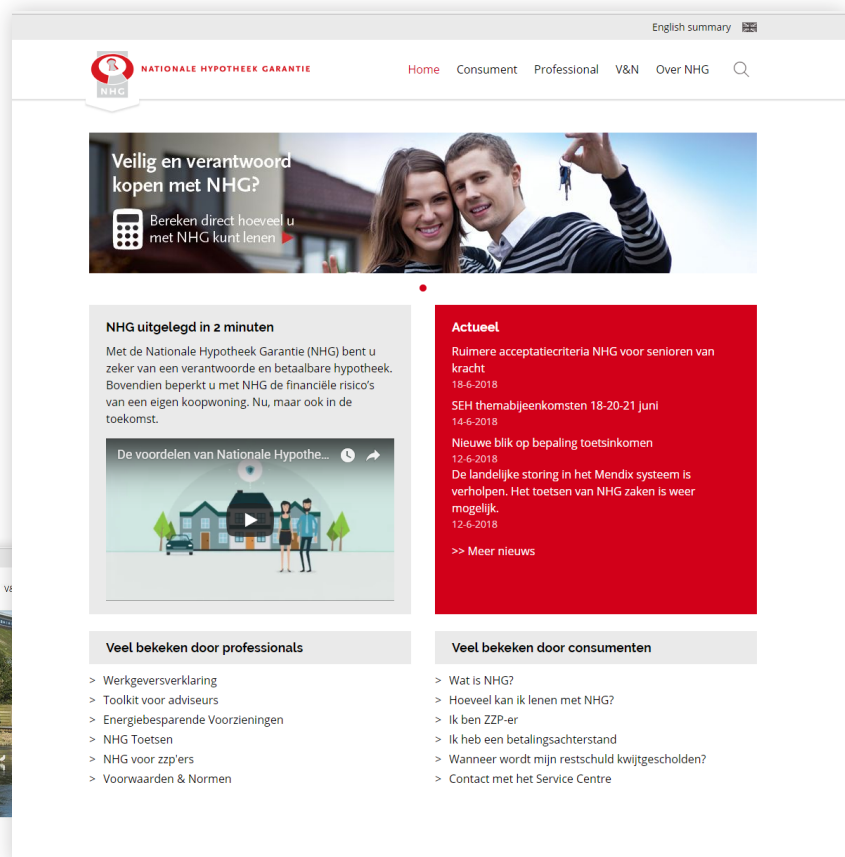 English summary
NHG
NATIONALE HYPOTHEEK GARANTIE
Home Consument Professional V&N Over NHG
Veilig en verantwoord
kopen met NHG?
Bereken direct hoeveel u
met NHG kunt lenen
NHG uitgelegd in 2 minuten
Met de Nationale Hypotheek Garantie (NHG) bent u
zeker van een verantwoorde en betaalbare hypotheek.
Bovendien beperkt u met NHG de financiële risico's
van een eigen koopwoning. Nu, maar ook in de
toekomst.
De voordelen van Nationale Hypothe...
Actueel
Ruimere acceptatiecriteria NHG voor senioren van
kracht
18-6-2018
SEH themabijeenkomsten 18-20-21 juni
14-6-2018
Nieuwe blik op bepaling toetsinkomen
12-6-2018
De landelijke storing in het Mendix systeem is
verholpen. Het toetsen van NHG zaken is weer
mogelijk.
12-6-2018
>> Meer nieuws
Veel bekeken door professionals
> Werkgeversverklaring
> Toolkit voor adviseurs
> Energiebesparende Voorzieningen
> NHG Toetsen
> NHG voor zzp'ers
> Voorwaarden & Normen
Veel bekeken door consumenten
> Wat is NHG?
> Hoeveel kan ik lenen met NHG?
> Ik ben ZZP-er
> Ik heb een betalingsachterstand
> Wanneer wordt mijn restschuld kwijtgescholden?
> Contact met het Service Centre